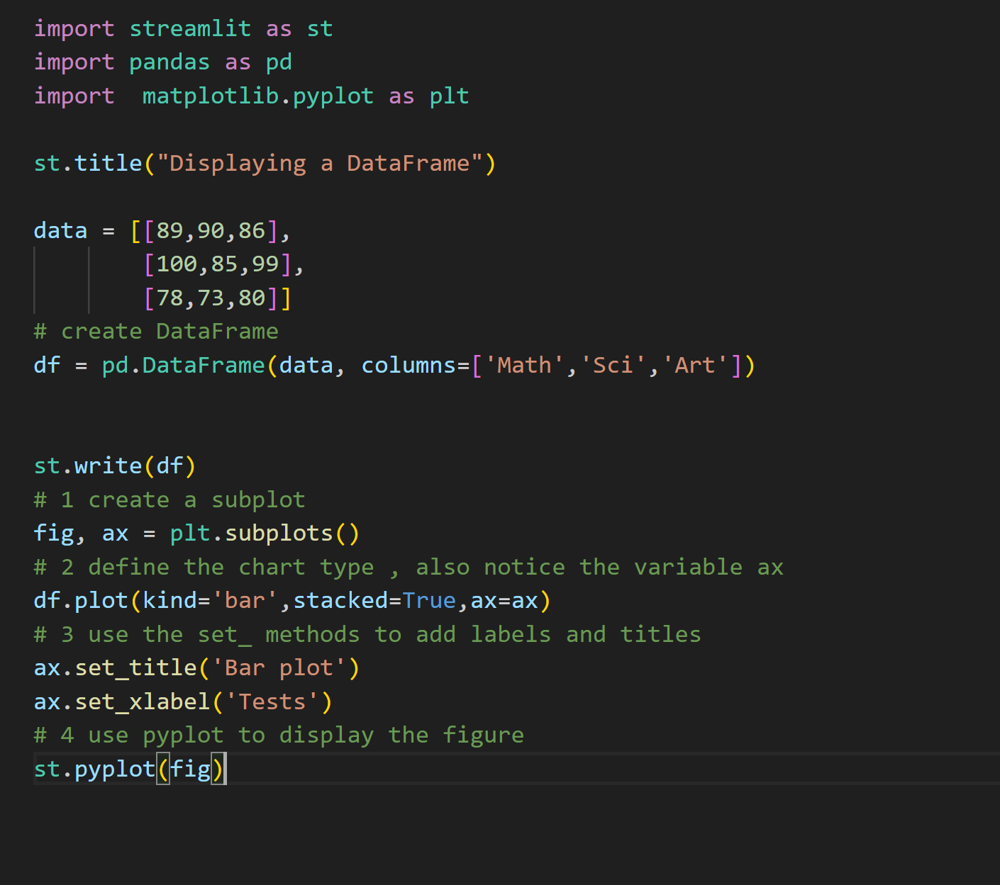 import streamlit as st
import pandas as pd
import  matplotlib.pyplot as plt
st.title("Displaying a DataFrame")
data = [[89,90,86],
        [100,85,99],
        [78,73,80]]
# create DataFrame
df = pd.DataFrame(data, columns=['Math','Sci','Art'])
st.write(df)
# 1 create a subplot
fig, ax = plt.subplots()
# 2 define the chart type , also notice the variable ax
df.plot(kind='bar',stacked=True,ax=ax)
# 3 use the set_ methods to add labels and titles
ax.set_title('Bar plot')
ax.set_xlabel('Tests')
# 4 use pyplot to display the figure
st.pyplot(fig)